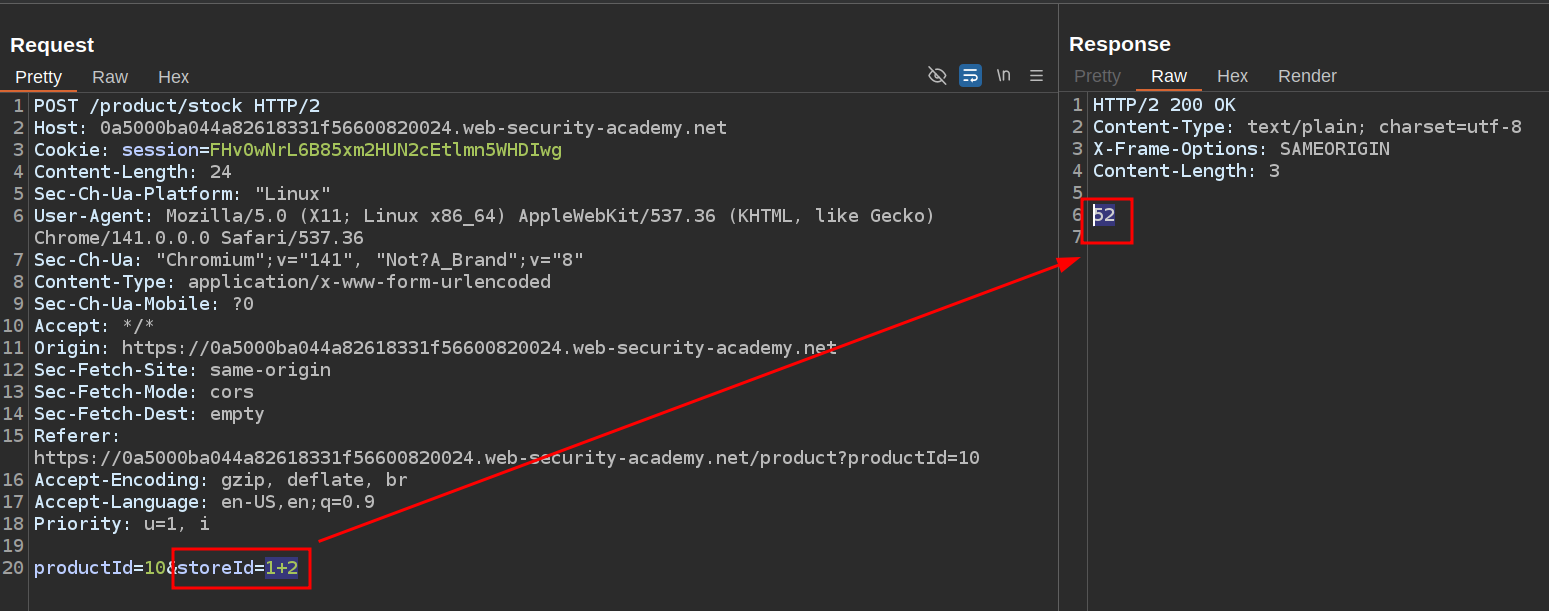 Request
Pretty Raw Hex
\n
1 POST /product/stock HTTP/2
2 Host: 0a5000ba044a82618331f56600820024.web-security-academy.net
3 Cookie: session=FHv0wNrL6B85xm2HUN2cEtlmn5WHDIwg
4 Content-Length: 24
5 Sec-Ch-Ua-Platform: "Linux"
6 User-Agent: Mozilla/5.0 (X11; Linux x86_64) AppleWebKit/537.36 (KHTML, like Gecko)
Chrome/141.0.0.0 Safari/537.36
7 Sec-Ch-Ua: "Chromium";v="141", "Not?A_Brand";v="8"
8 Content-Type: application/x-www-form-urlencoded
9 Sec-Ch-Ua-Mobile: ?0
10 Accept: */*
11 Origin: https://0a5000ba044a82618331f56600820024.web-security-academy.net
12 Sec-Fetch-Site: same-origin
13 Sec-Fetch-Mode: cors
14 Sec-Fetch-Dest: empty
15 Referer:
https://0a5000ba044a82618331f56600820024.web-security-academy.net/product?productId=10
16 Accept-Encoding: gzip, deflate, br
17 Accept-Language: en-US,en;q=0.9
18 Priority: u=1, i
19
20 productId=10&storeId=1+2
Response
Pretty Raw Hex Render
1 HTTP/2 200 OK
2 Content-Type: text/plain; charset=utf-8
3 X-Frame-Options: SAMEORIGIN
4 Content-Length: 3
5
6 52
7